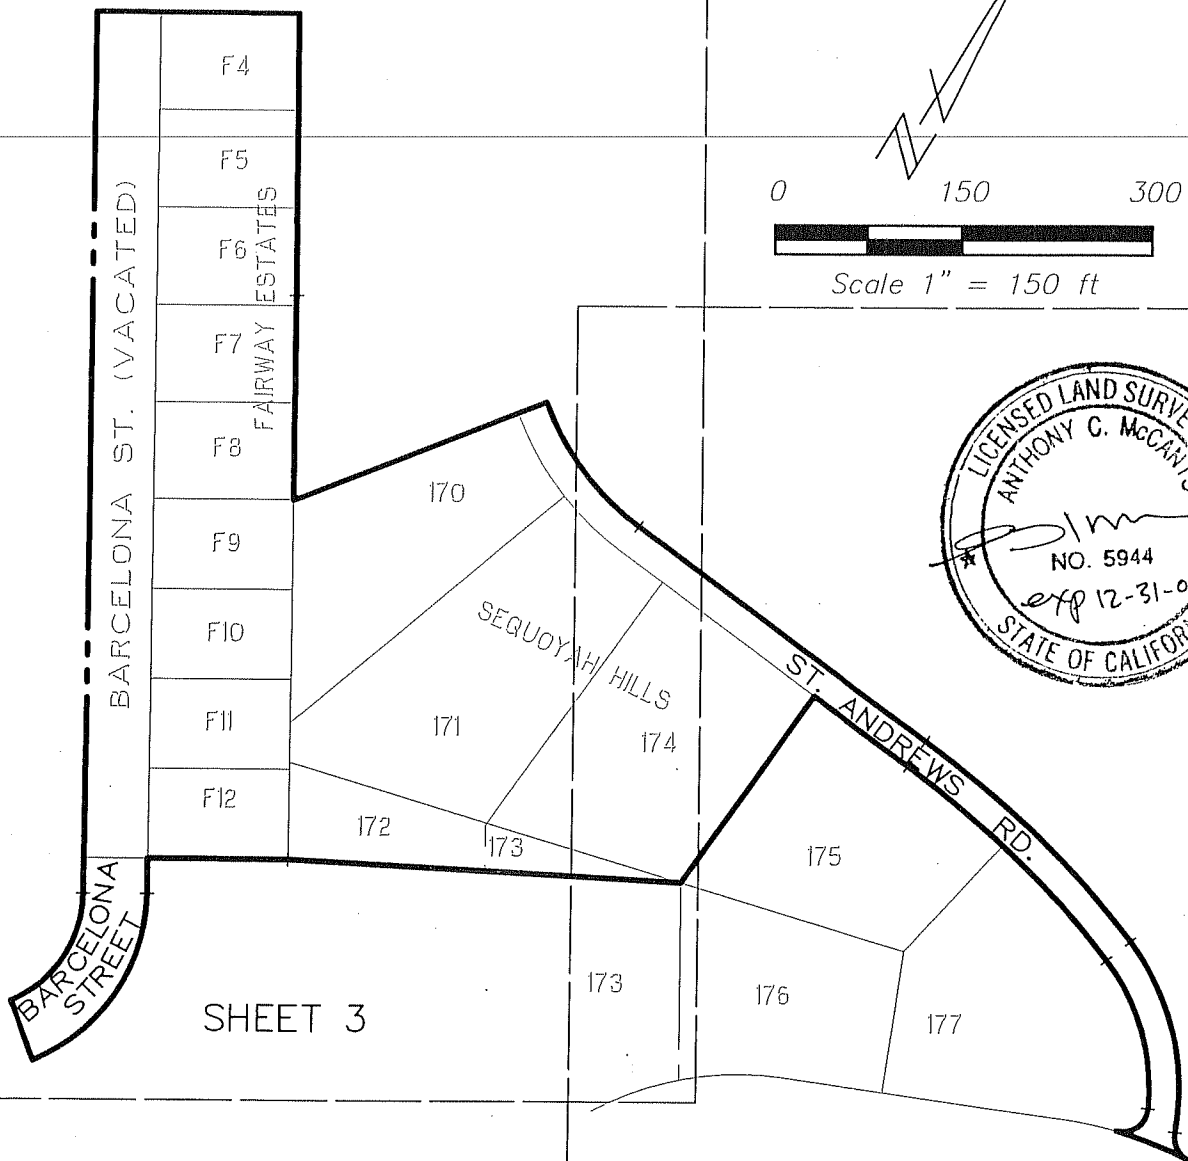 F4
F5
F6
F7
F8
F9
F10
F11
F12
BARCELONA ST. (VACATED)
FAIRWAY ESTATES
N
0 150 300
Scale 1" = 150 ft
LICENSED LAND SURVE
ANTHONY C. McCANTS
NO. 5944
exp 12-31-0
STATE OF CALIFOR
170
SEQUOYAH HILLS
171
174
172
173
ST. ANDREWS RD.
175
BARCELONA
STREET
SHEET 3
173
176
177